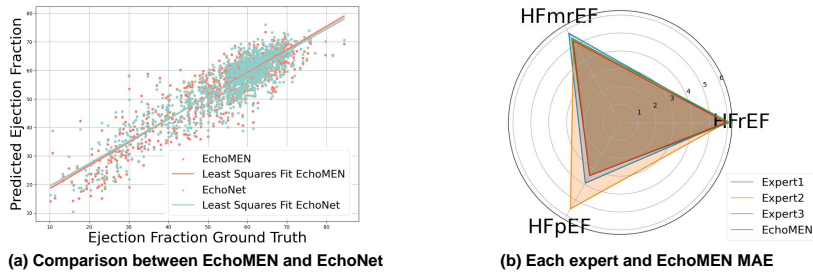 80
70
60
50
40
30
20
10
Predicted Ejection Fraction
EchoMEN
Least Squares Fit EchoMEN
EchoNet
Least Squares Fit EchoNet
10 20 30 40 50 60 70 80
Ejection Fraction Ground Truth
(a) Comparison between EchoMEN and EchoNet
HFmrEF
1 2 3 4 5 6
HFrEF
HFpEF
Expert1
Expert2
Expert3
EchoMEN
(b) Each expert and EchoMEN MAE